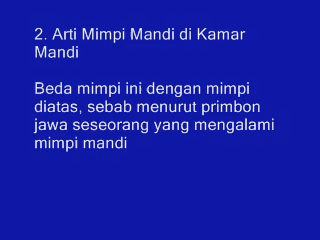 2. Arti Mimpi Mandi di Kamar
Mandi
Beda mimpi ini dengan mimpi
diatas, sebab menurut primbon
jawa seseorang yang mengalami
mimpi mandi